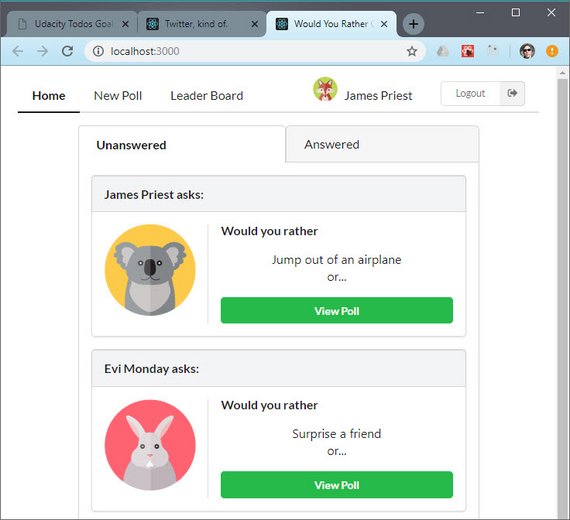 Udacity Todos Goal
Twitter, kind of.
Would You Rather
localhost:3000
Home
New Poll
Leader Board
James Priest
Logout
Unanswered
Answered
James Priest asks:
Would you rather
Jump out of an airplane
or...
View Poll
Evi Monday asks:
Would you rather
Surprise a friend
or...
View Poll